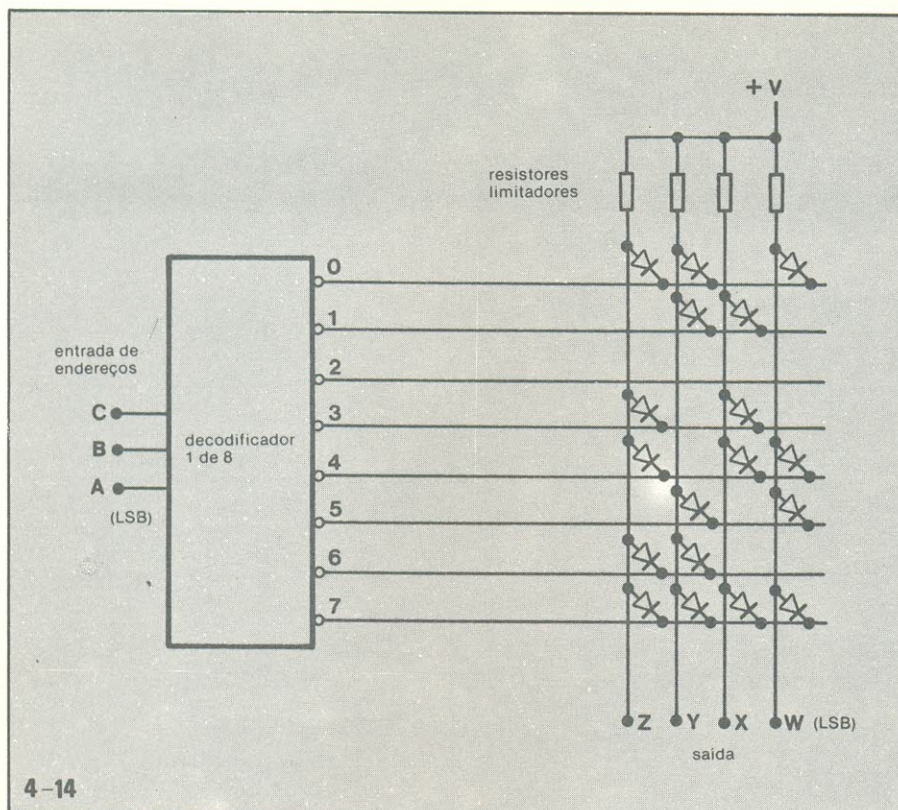 + V
resistores
limitadores
0
1
entrada de
endereços
2
3
C
B
decodificador
1 de 8
4
A
(LSB)
5
6
7
Z Y X W (LSB)
saída
4-14